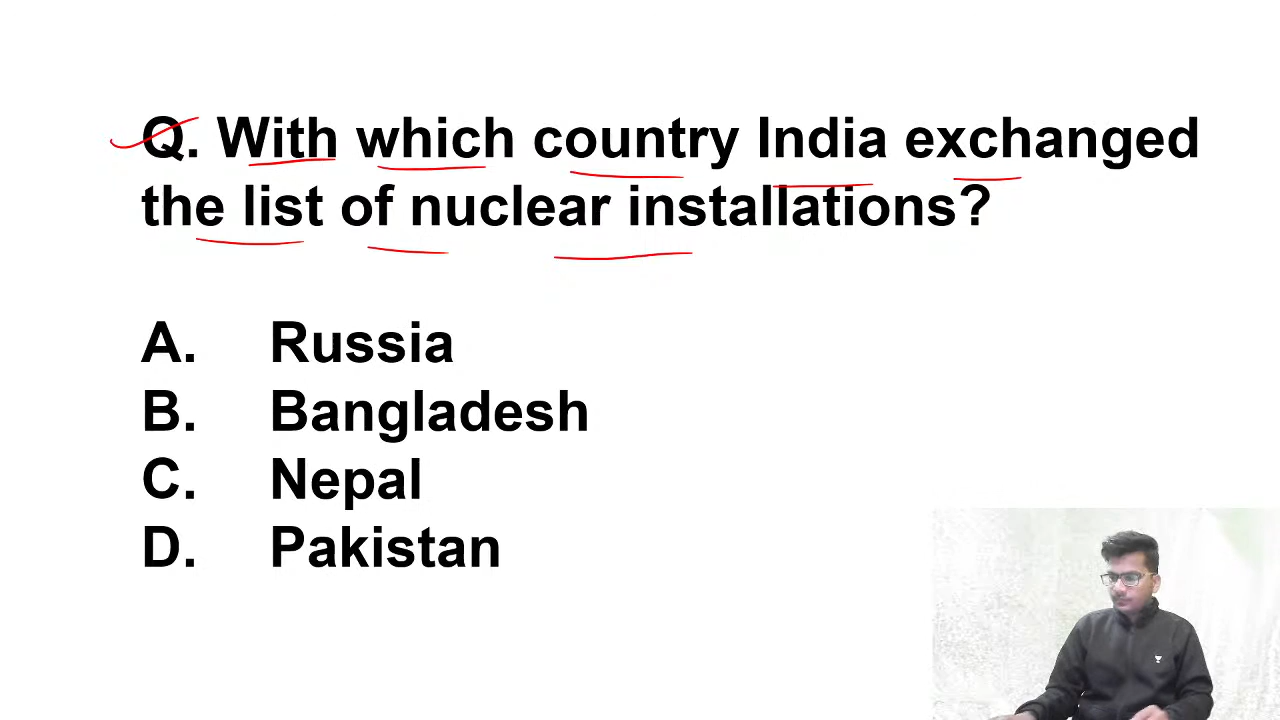 Q. With which country India exchanged
the list of nuclear installations?
A. Russia
B. Bangladesh
C. Nepal
D. Pakistan